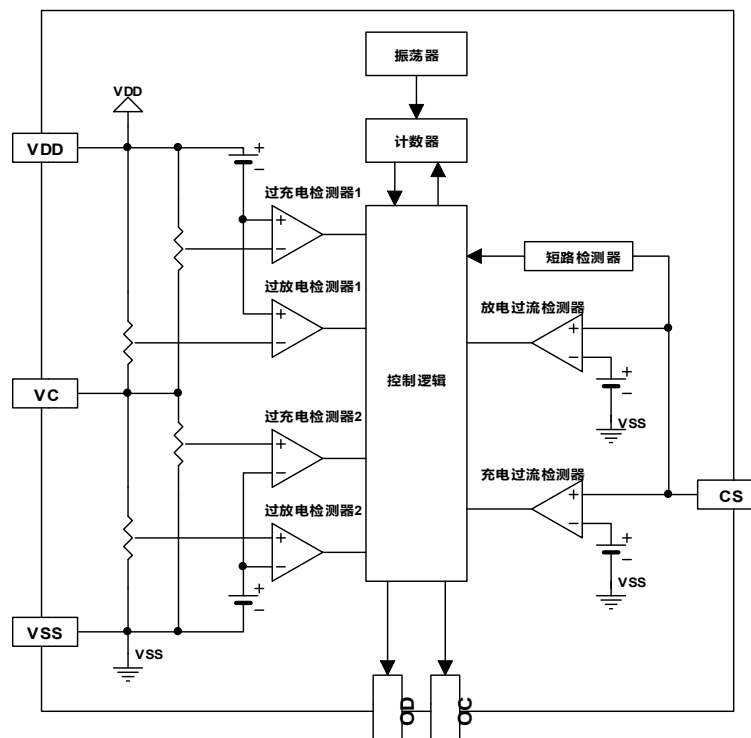 振荡器
VDD
计数器
VDD
+
−
过充电检测器1
+
−
短路检测器
过放电检测器1
放电过流检测器
+
−
+
−
控制逻辑
+
−
VC
VSS
过充电检测器2
+
−
充电过流检测器
+
−
CS
过放电检测器2
+
−
+
−
VSS
+
−
VSS
VSS
OD
OC